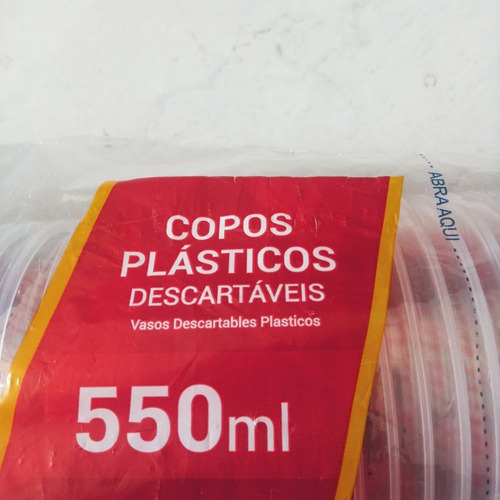 COPOS
PLÁSTICOS
DESCARTÁVEIS
Vasos Descartables Plasticos
550ml
ABRA AQUI